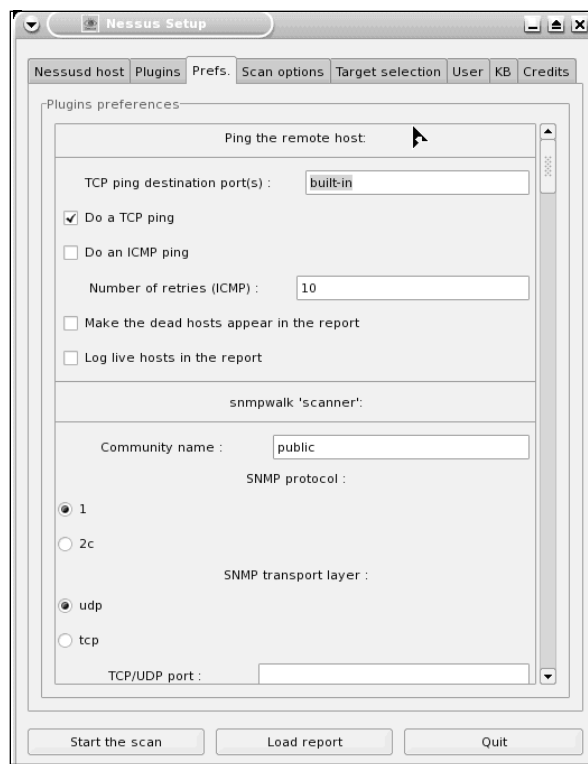 Nessus Setup
Nessusd host Plugins Prefs. Scan options Target selection User KB Credits
Plugins preferences
Ping the remote host:
TCP ping destination port(s) : built-in
Do a TCP ping
Do an ICMP ping
Number of retries (ICMP) : 10
Make the dead hosts appear in the report
Log live hosts in the report
snmpwalk 'scanner':
Community name : public
SNMP protocol :
1
2c
SNMP transport layer :
udp
tcp
TCP/UDP port :
Start the scan Load report Quit